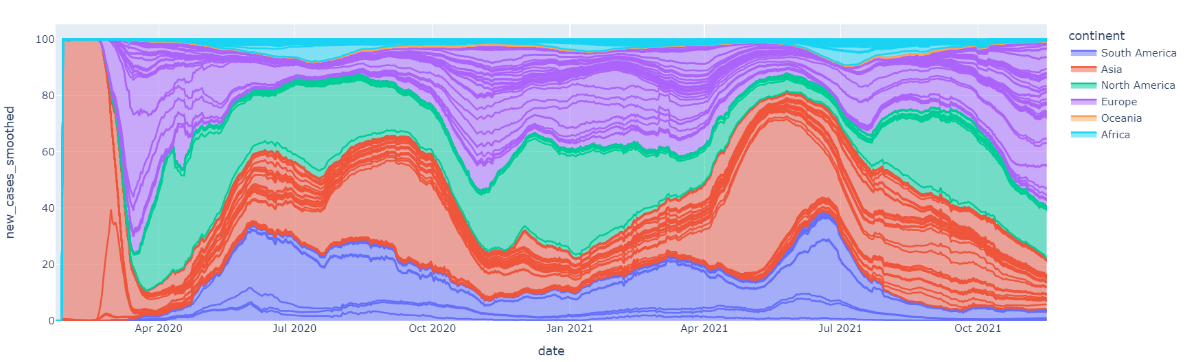 100
80
60
40
20
0
new_cases_smoothed
Apr 2020
Jul 2020
Oct 2020
Jan 2021
Apr 2021
Jul 2021
Oct 2021
date
continent
South America
Asia
North America
Europe
Oceania
Africa